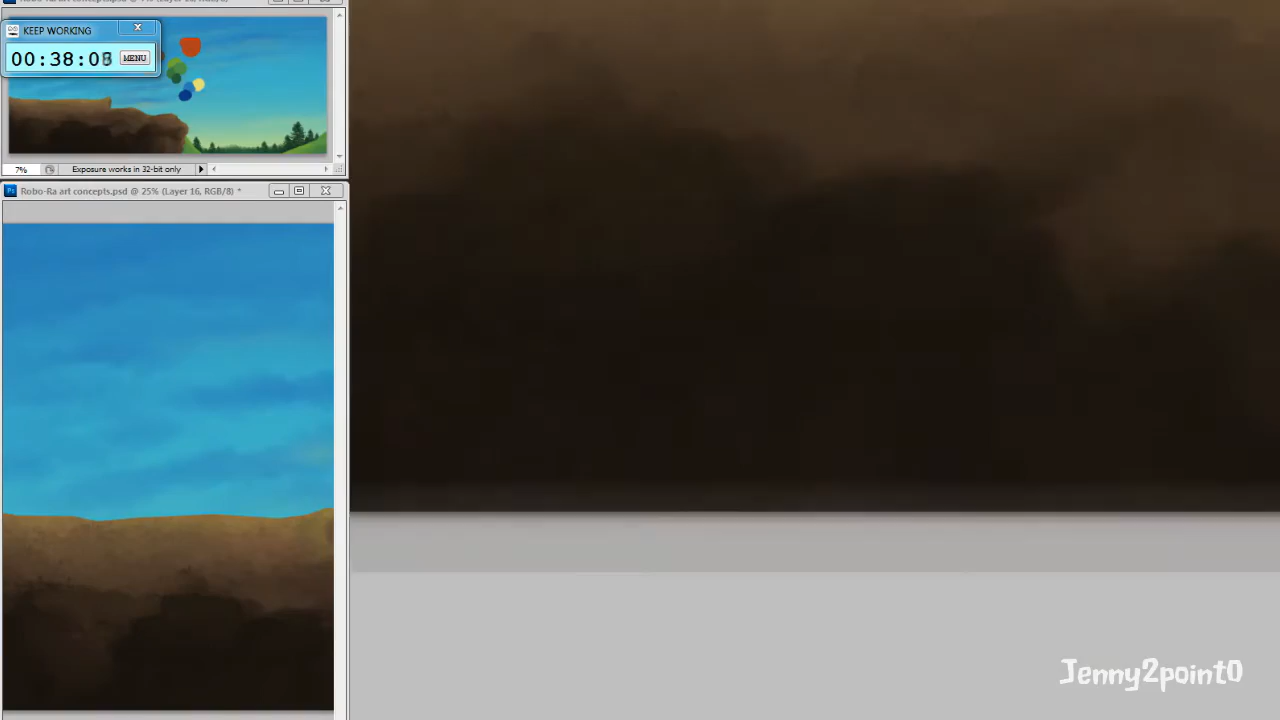 KEEP WORKING
00:38:08
MENU
7%
Exposure works in 32-bit only
Robo-Ra art concepts.psd @ 25% (Layer 16, RGB/8) *
Jenny2point0